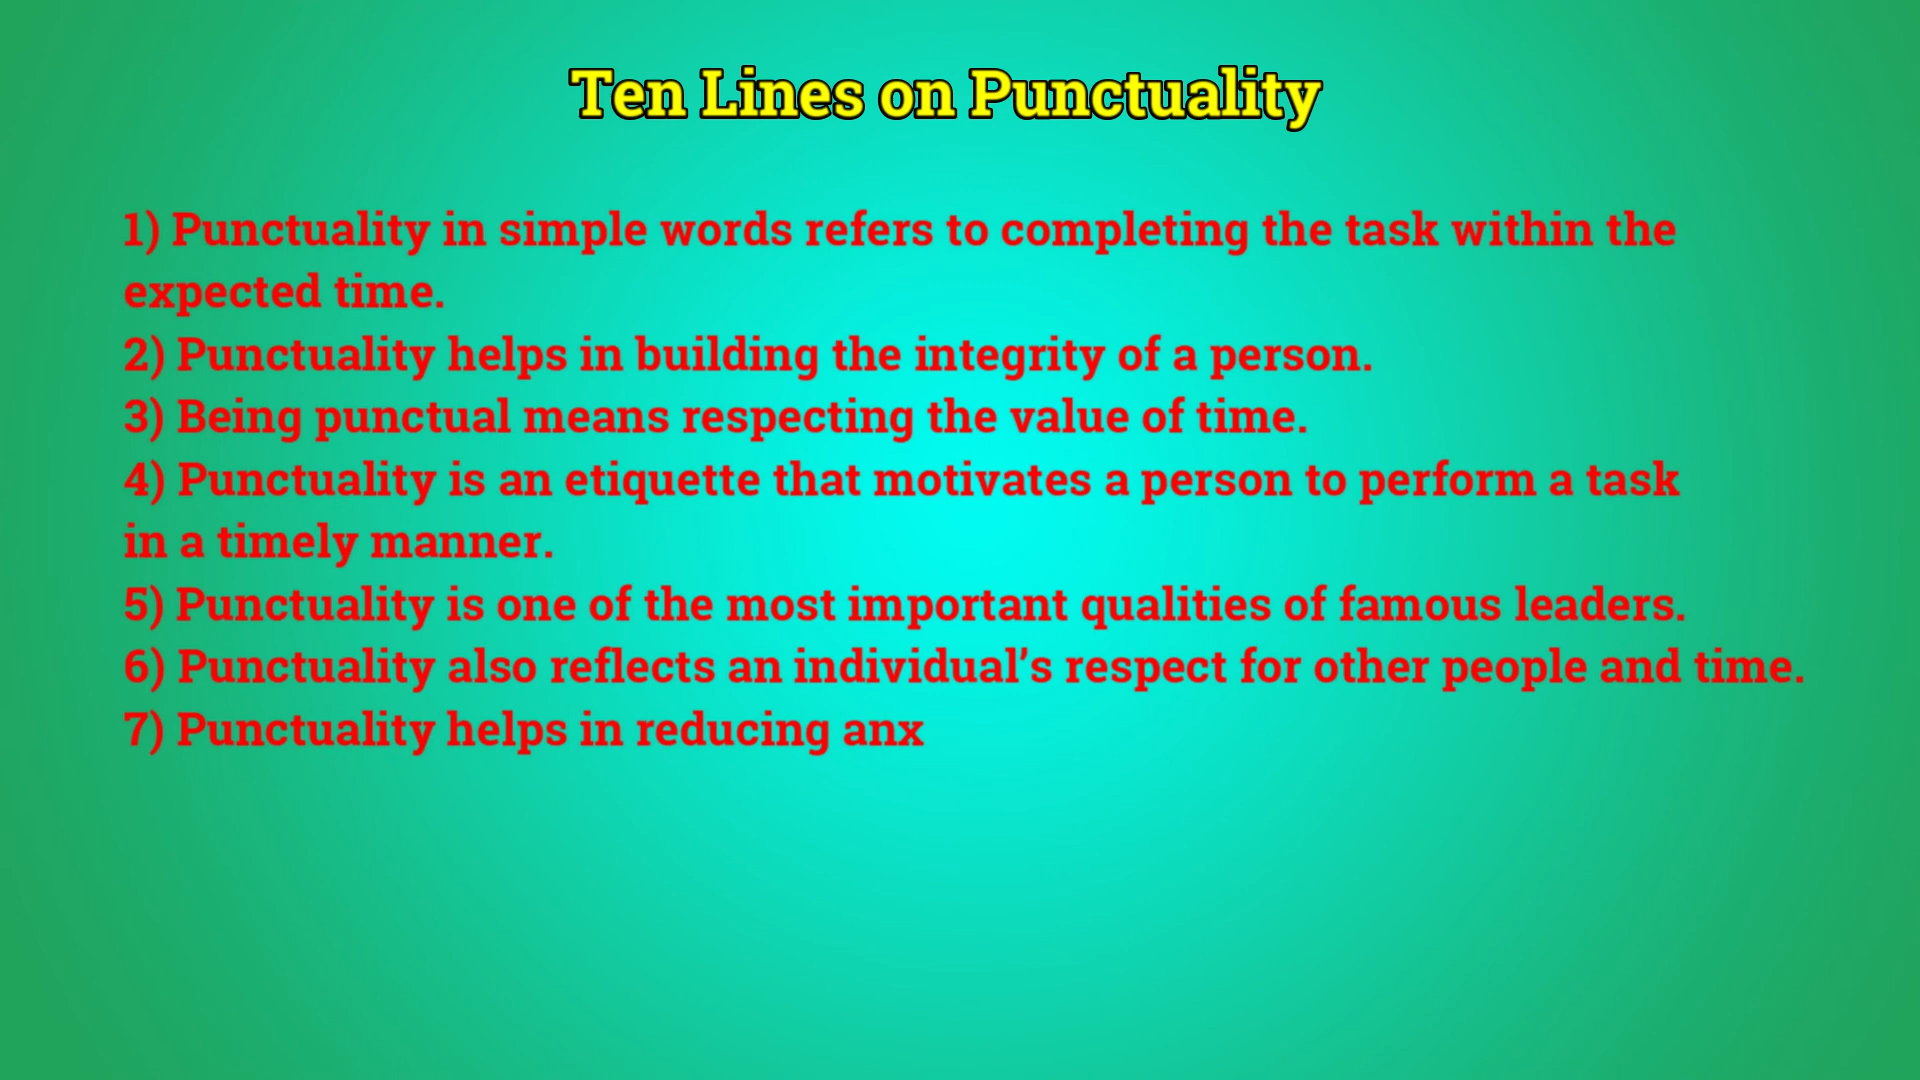 Ten Lines on Punctuality
1) Punctuality in simple words refers to completing the task within the
expected time.
2) Punctuality helps in building the integrity of a person.
3) Being punctual means respecting the value of time.
4) Punctuality is an etiquette that motivates a person to perform a task
in a timely manner.
5) Punctuality is one of the most important qualities of famous leaders.
6) Punctuality also reflects an individual's respect for other people and time.
7) Punctuality helps in reducing anx